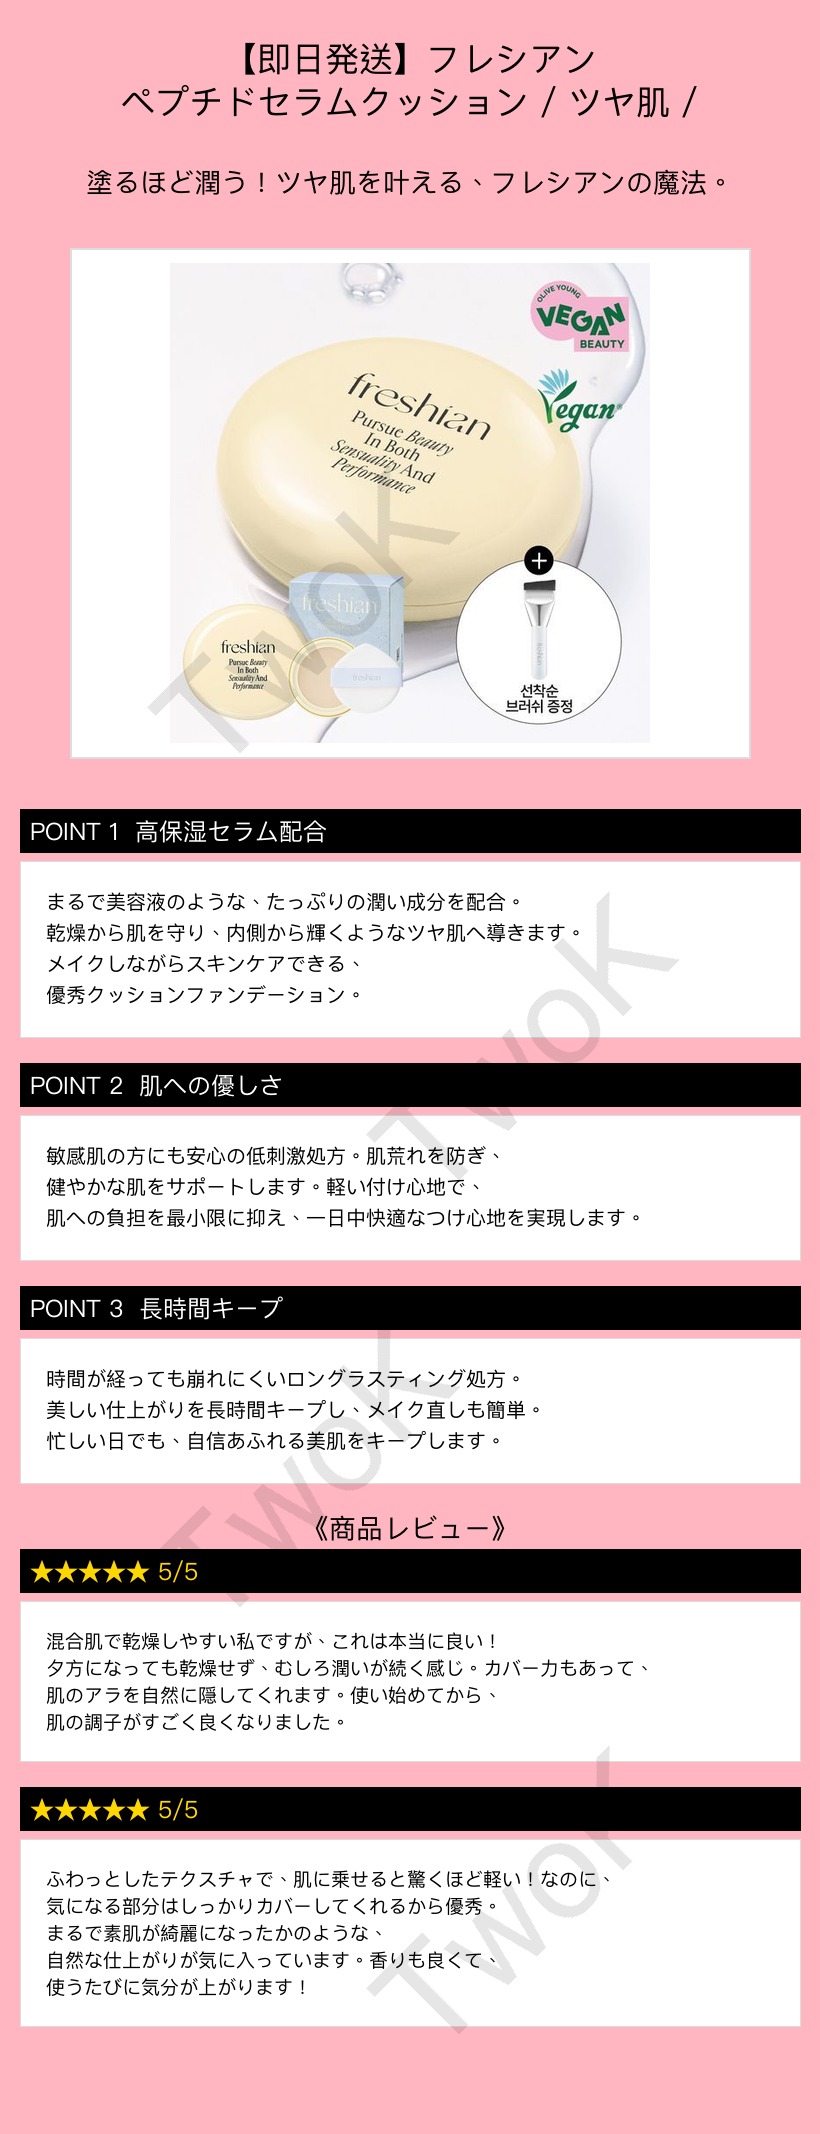 【即日発送】フレシアン
ペプチドセラムクッション / ツヤ肌 /
塗るほど潤う！ツヤ肌を叶える、フレシアンの魔法。
OLIVE YOUNG
VEGAN
BEAUTY
Vegan®
freshian
Pursue Beauty
In Both
Sensuality And
Performance
freshian
freshian
Pursue Beauty
In Both
Sensuality And
Performance
freshian
freshian
선착순
브러쉬 증정
TwoK
POINT 1 高保湿セラム配合
まるで美容液のような、たっぷりの潤い成分を配合。
乾燥から肌を守り、内側から輝くようなツヤ肌へ導きます。
メイクしながらスキンケアできる、
優秀クッションファンデーション。
TwoK
POINT 2 肌への優しさ
敏感肌の方にも安心の低刺激処方。肌荒れを防ぎ、
健やかな肌をサポートします。軽い付け心地で、
肌への負担を最小限に抑え、一日中快適なつけ心地を実現します。
POINT 3 長時間キープ
時間が経っても崩れにくいロングラスティング処方。
美しい仕上がりを長時間キープし、メイク直しも簡単。
忙しい日でも、自信あふれる美肌をキープします。
TwoK
《商品レビュー》
★★★★★ 5/5
混合肌で乾燥しやすい私ですが、これは本当に良い！
夕方になっても乾燥せず、むしろ潤いが続く感じ。カバー力もあって、
肌のアラを自然に隠してくれます。使い始めてから、
肌の調子がすごく良くなりました。
★★★★★ 5/5
ふわっとしたテクスチャで、肌に乗せると驚くほど軽い！なのに、
気になる部分はしっかりカバーしてくれるから優秀。
まるで素肌が綺麗になったかのような、
自然な仕上がりが気に入っています。香りも良くて、
使うたびに気分が上がります！
TwoK